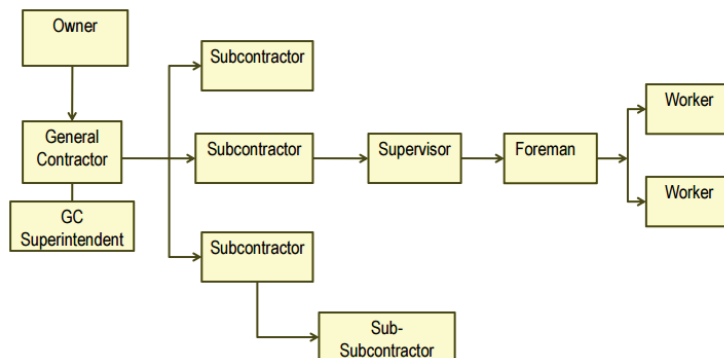 Owner
Subcontractor
Worker
General
Contractor
Subcontractor
Supervisor
Foreman
Worker
GC
Superintendent
Subcontractor
Sub-
Subcontractor